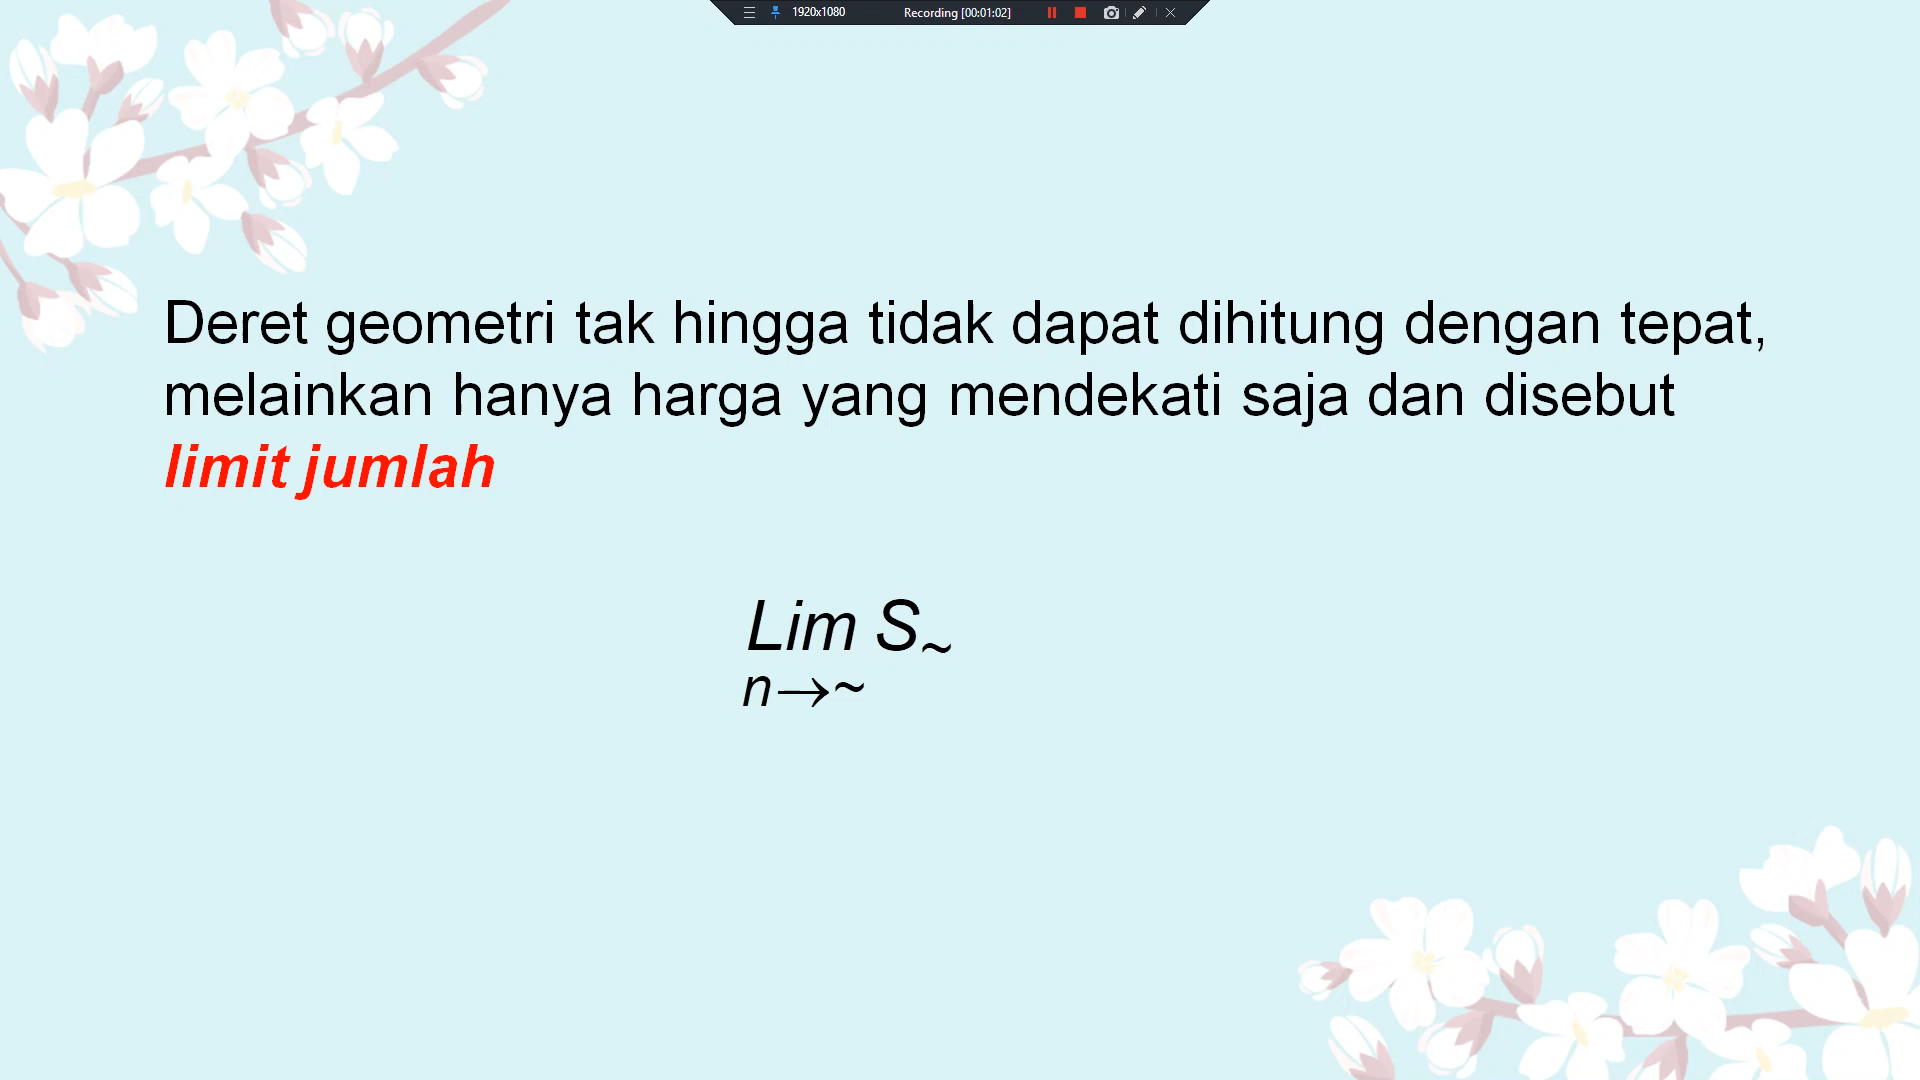 1920x1080 Recording [00:01:02]
Deret geometri tak hingga tidak dapat dihitung dengan tepat,
melainkan hanya harga yang mendekati saja dan disebut
limit jumlah
Lim S~
n→~